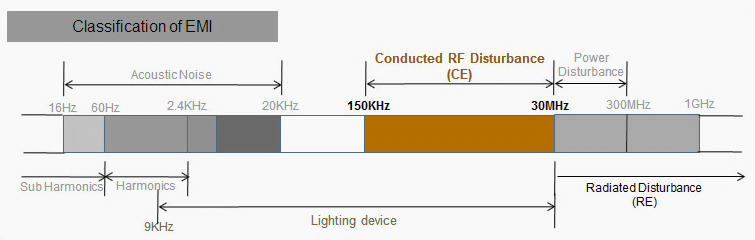 Classification of EMI
Conducted RF Disturbance
(CE)
Power
Disturbance
Acoustic Noise
16Hz
60Hz
2.4KHz
20KHz
150KHz
30MHz
300MHz
1GHz
Sub Harmonics
Harmonics
Radiated Disturbance
(RE)
Lighting device
9KHz